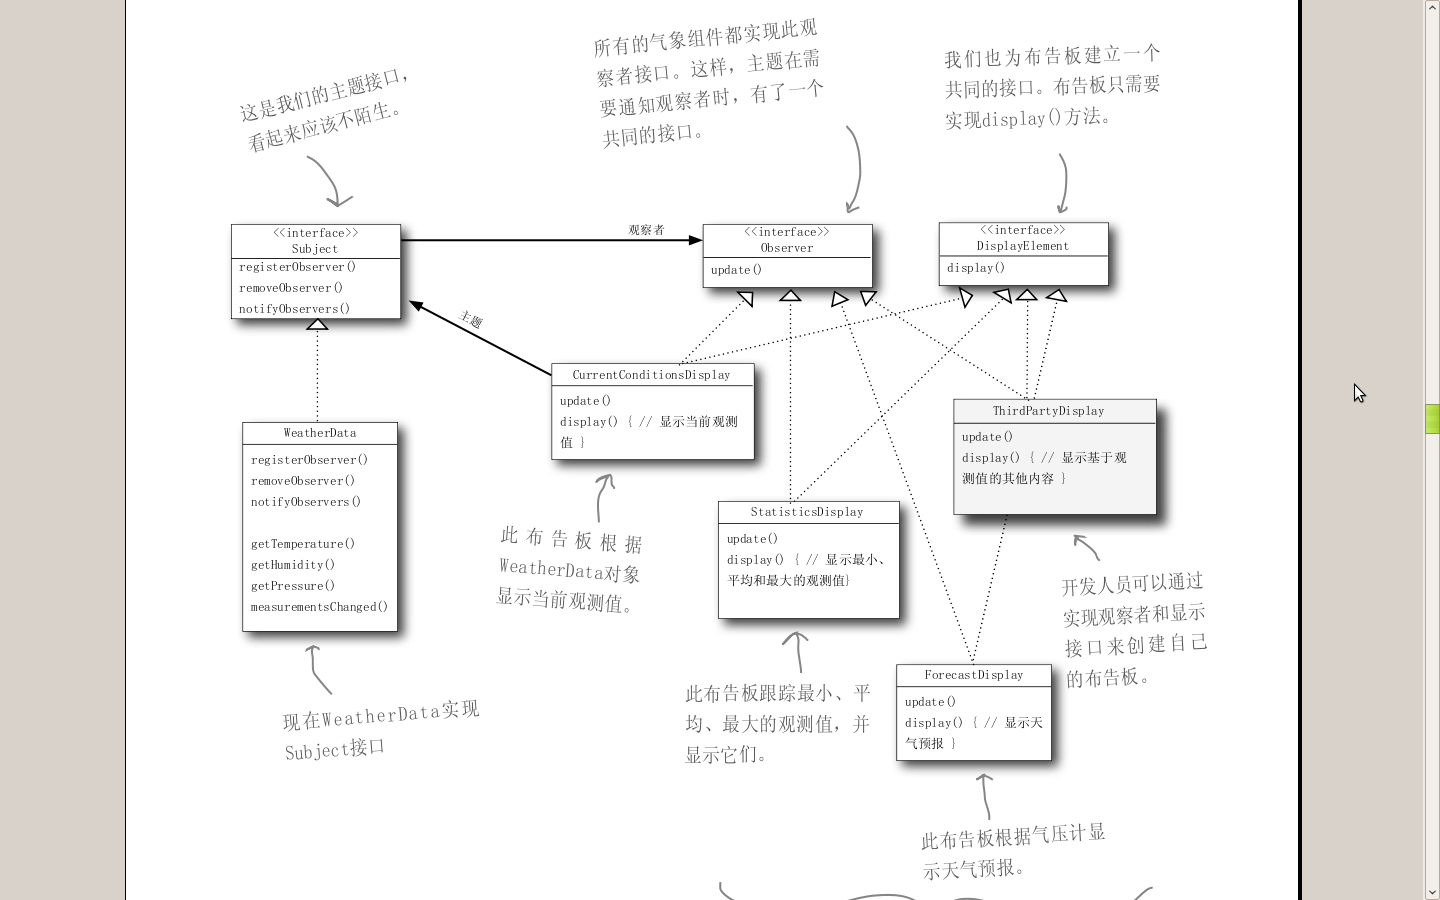 这是我们的主题接口，
看起来应该不陌生。
所有的气象组件都实现此观
察者接口。这样，主题在需
要通知观察者时，有了一个
共同的接口。
我们也为布告板建立一个
共同的接口。布告板只需要
实现display()方法。
<<interface>>
Subject
registerObserver()
removeObserver()
notifyObservers()
观察者
<<interface>>
Observer
update()
<<interface>>
DisplayElement
display()
主题
CurrentConditionsDisplay
update()
display() { // 显示当前观测
值 }
ThirdPartyDisplay
update()
display() { // 显示基于观
测值的其他内容 }
WeatherData
registerObserver()
removeObserver()
notifyObservers()
getTemperature()
getHumidity()
getPressure()
measurementsChanged()
此布告板根据
WeatherData对象
显示当前观测值。
StatisticsDisplay
update()
display() { // 显示最小、
平均和最大的观测值}
开发人员可以通过
实现观察者和显示
接口来创建自己
的布告板。
现在WeatherData实现
Subject接口
此布告板跟踪最小、平
均、最大的观测值，并
显示它们。
ForecastDisplay
update()
display() { // 显示天
气预报 }
此布告板根据气压计显
示天气预报。